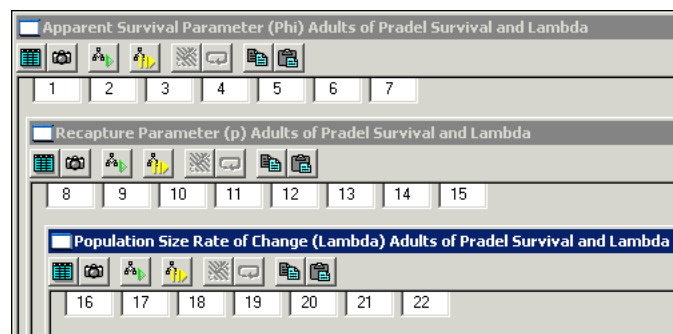 Apparent Survival Parameter (Phi) Adults of Pradel Survival and Lambda
1 2 3 4 5 6 7
Recapture Parameter (p) Adults of Pradel Survival and Lambda
8 9 10 11 12 13 14 15
Population Size Rate of Change (Lambda) Adults of Pradel Survival and Lambda
16 17 18 19 20 21 22